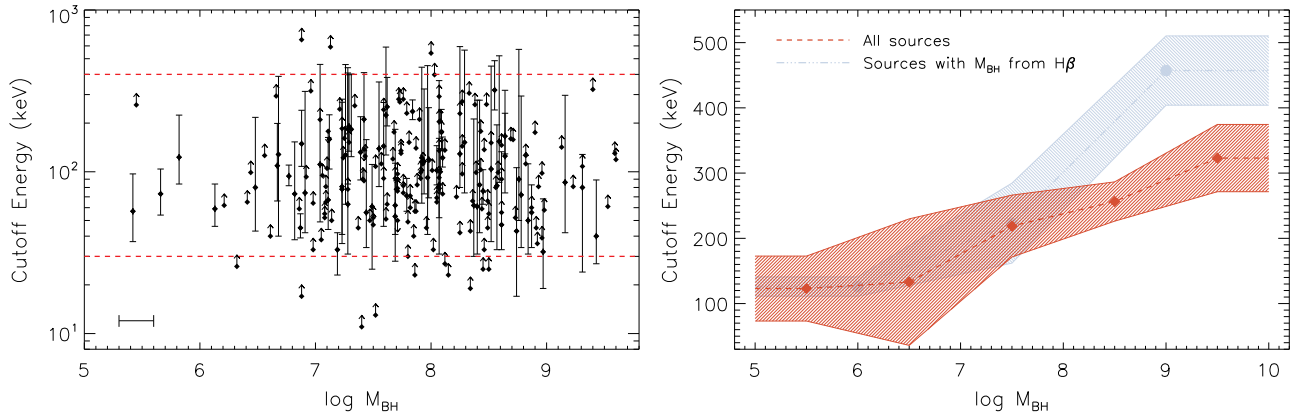 10³
10²
10¹
Cutoff Energy (keV)
5 6 7 8 9
log M_BH
500
400
300
200
100
Cutoff Energy (keV)
All sources
Sources with M_BH from Hβ
5 6 7 8 9 10
log M_BH